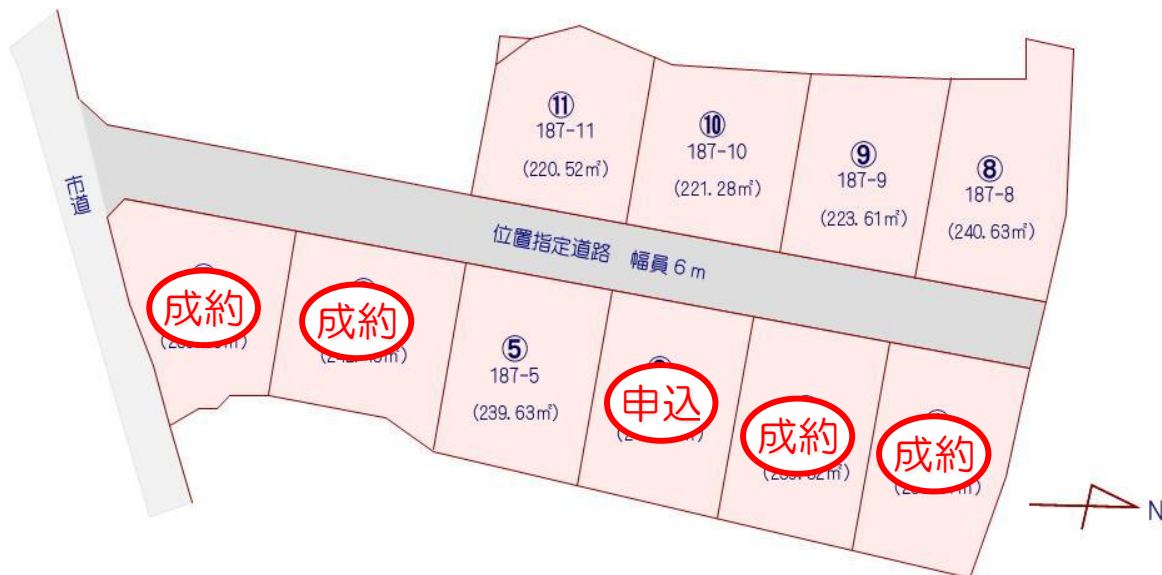 ⑪
187-11
(220.52㎡)
⑩
187-10
(221.28㎡)
⑨
187-9
(223.61㎡)
⑧
187-8
(240.63㎡)
市道
位置指定道路 幅員6m
成約
成約
⑤
187-5
(239.63㎡)
申込
成約
成約
N